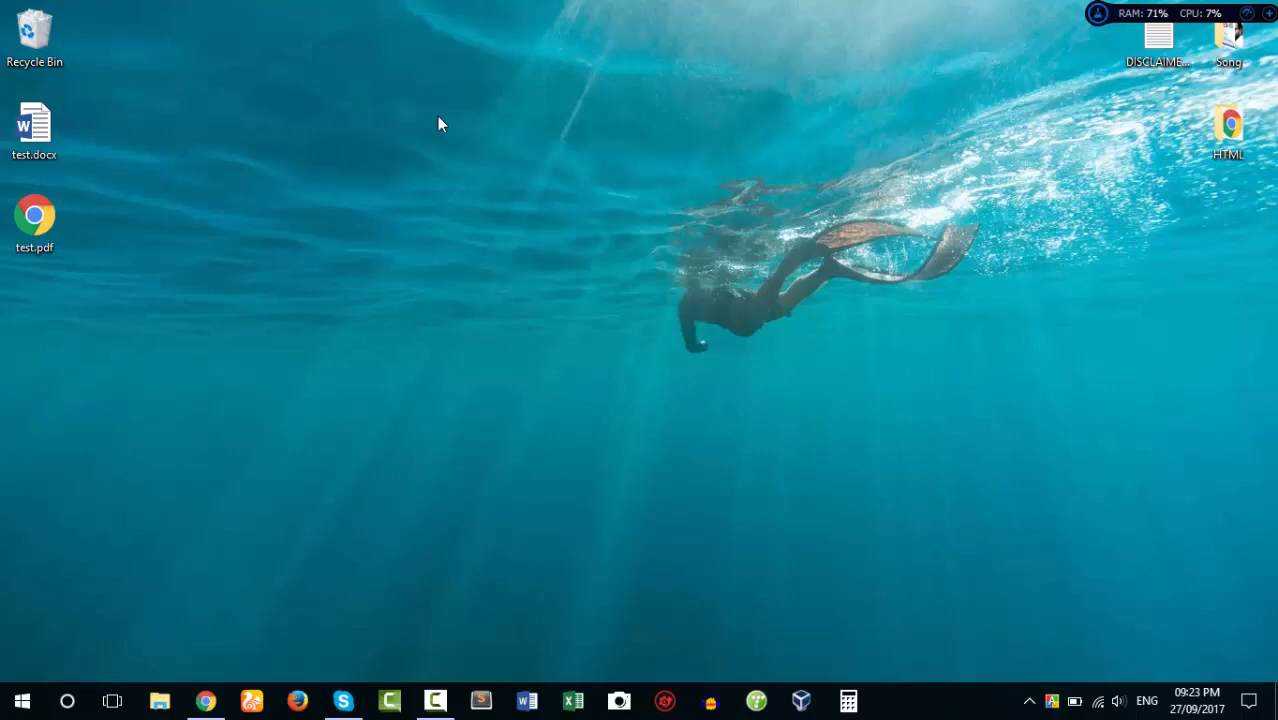 RAM: 71% CPU: 7%
Recycle Bin
DISCLAIME...
Song
test.docx
HTML
test.pdf
ENG
09:23 PM
27/09/2017